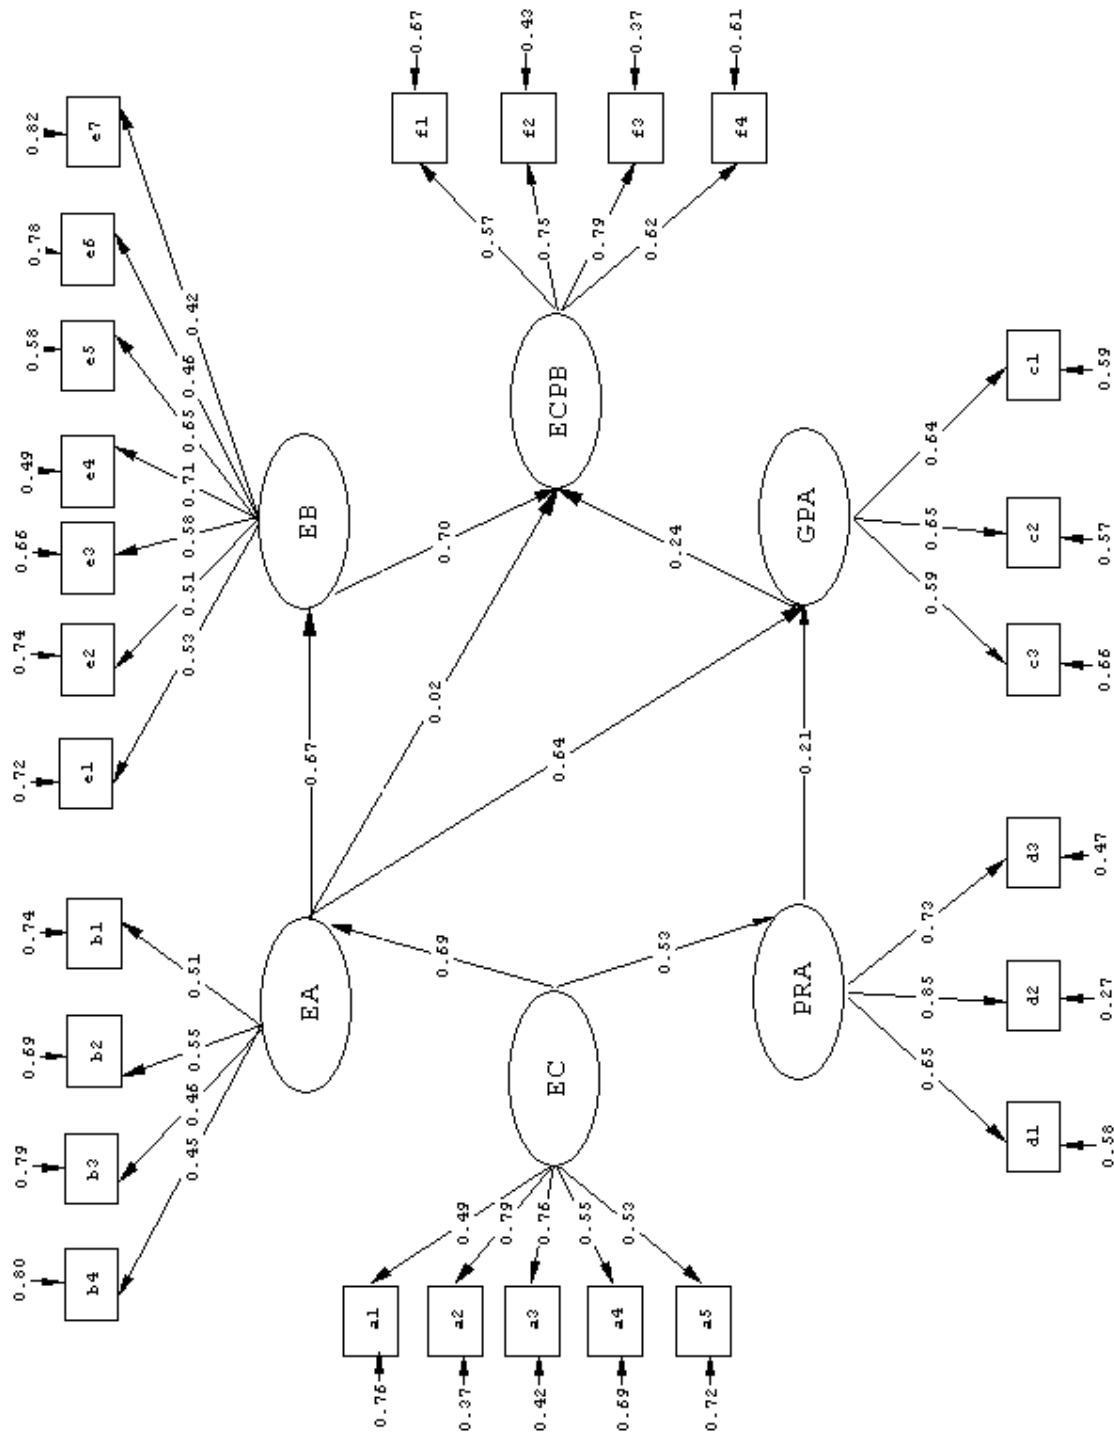 0.80 0.79 0.69 0.74 0.72 0.74 0.66 0.49 0.58 0.78 0.82
b4 b3 b2 b1 e1 e2 e3 e4 e5 e6 e7
0.45 0.46 0.55 0.51 0.53 0.51 0.58 0.71 0.65 0.46 0.42
EA 0.67 EB
0.76 a1 f1 0.67
0.49 0.69 0.02 0.70 0.57
0.37 a2 0.79 f2 0.43
0.42 a3 0.76 0.75
EC 0.64 ECPB
0.69 a4 0.55 0.79 f3 0.37
0.53 0.53 0.24 0.62
0.72 a5 f4 0.61
PRA 0.21 GPA
0.65 0.85 0.73 0.59 0.65 0.64
d1 d2 d3 c3 c2 c1
0.58 0.27 0.47 0.66 0.57 0.59